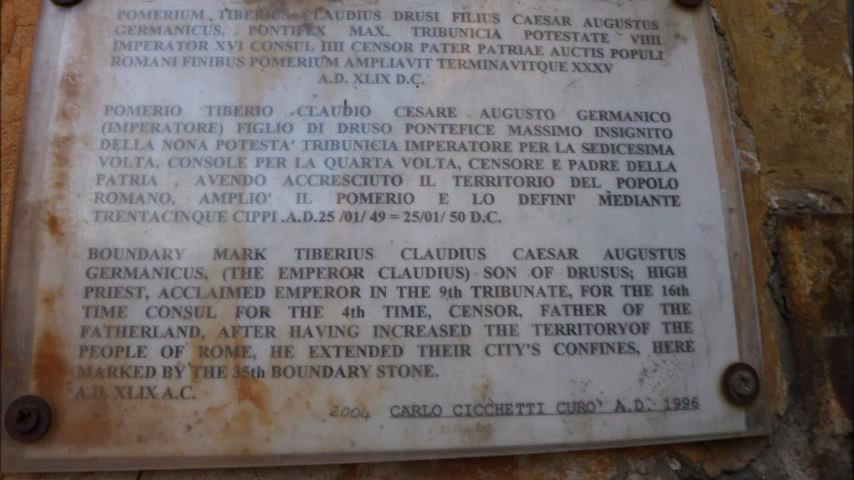 POMERIUM TIBERIUS CLAUDIUS DRUSI FILIUS CAESAR AUGUSTUS
GERMANICUS, PONTIFEX MAX. TRIBUNICIA POTESTATE VIIII
IMPERATOR XVI CONSUL IIII CENSOR PATER PATRIAE AUCTIS POPULI
ROMANI FINIBUS POMERIUM AMPLIAVIT TERMINAVITQUE XXXV
A.D. XLIX D.C.
POMERIO TIBERIO CLAUDIO CESARE AUGUSTO GERMANICO
(IMPERATORE) FIGLIO DI DRUSO PONTEFICE MASSIMO INSIGNITO
DELLA NONA POTESTA' TRIBUNICIA IMPERATORE PER LA SEDICESIMA
VOLTA, CONSOLE PER LA QUARTA VOLTA, CENSORE E PADRE DELLA
PATRIA , AVENDO ACCRESCIUTO IL TERRITORIO DEL POPOLO
ROMANO, AMPLIO' IL POMERIO E LO DEFINI' MEDIANTE
TRENTACINQUE CIPPI .A.D.25 /01/ 49 = 25/01/ 50 D.C.
BOUNDARY MARK TIBERIUS CLAUDIUS CAESAR AUGUSTUS
GERMANICUS, (THE EMPEROR CLAUDIUS) SON OF DRUSUS; HIGH
PRIEST, ACCLAIMED EMPEROR IN THE 9th TRIBUNATE, FOR THE 16th
TIME CONSUL FOR THE 4th TIME, CENSOR, FATHER OF THE
FATHERLAND, AFTER HAVING INCREASED THE TERRITORYOF THE
PEOPLE OF ROME, HE EXTENDED THEIR CITY'S CONFINES, HERE
MARKED BY THE 35th BOUNDARY STONE.
A.D. XLIX A.C.
2004 CARLO CICCHETTI CURO' A.D. 1996